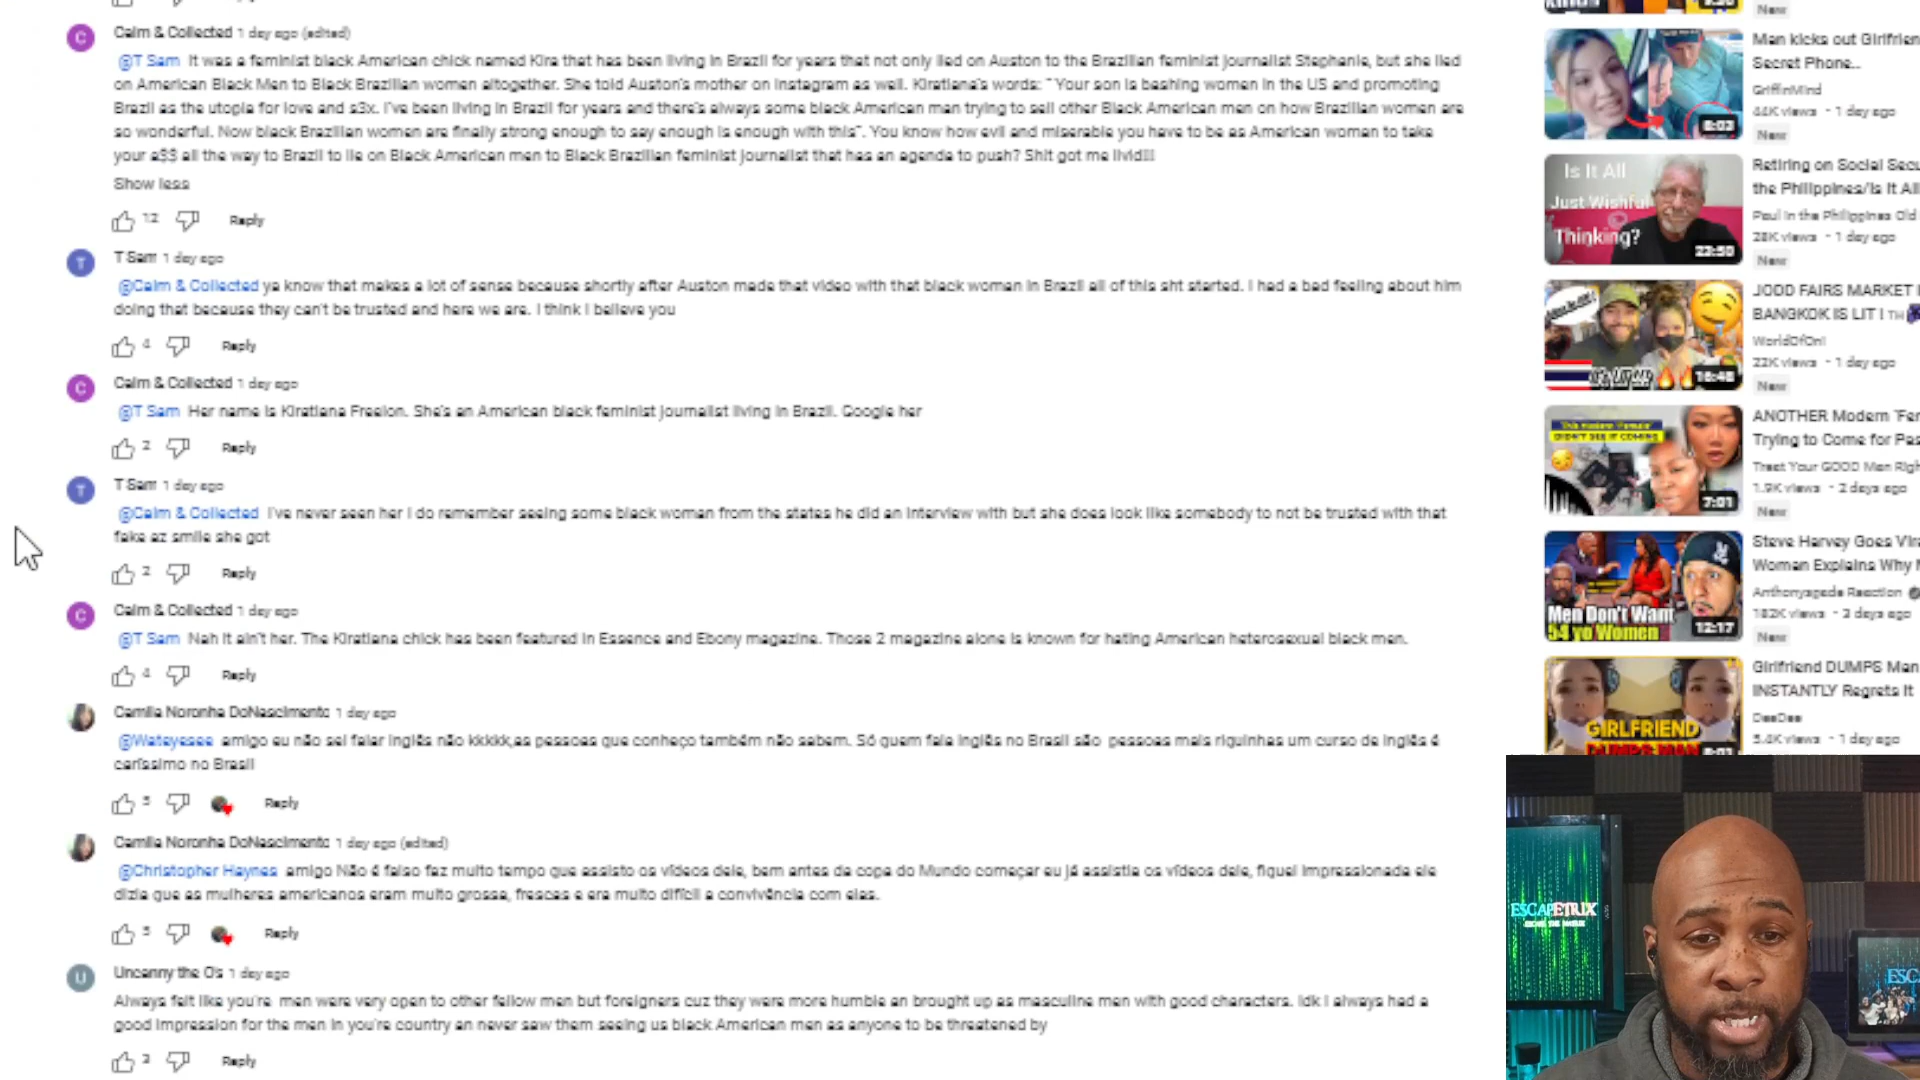 Calm & Collected 1 day ago (edited)
@T Sam It was a feminist black American chick named Kira that has been living in Brazil for years that not only lied on Auston to the Brazilian feminist journalist Stephanie, but she lied
on American Black Men to Black Brazilian women altogether. She told Auston's mother on Instagram as well. Kiratiana's words: " Your son is bashing women in the US and promoting
Brazil as the utopia for love and s3x. I've been living in Brazil for years and there's always some black American man trying to sell other Black American men on how Brazilian women are
so wonderful. Now black Brazilian women are finally strong enough to say enough is enough with this". You know how evil and miserable you have to be as American woman to take
your a$$ all the way to Brazil to lie on Black American men to Black Brazilian feminist journalist that has an agenda to push? Shit got me livid!!!
Show less
12 Reply
T Sam 1 day ago
@Calm & Collected ya know that makes a lot of sense because shortly after Auston made that video with that black woman in Brazil all of this sht started. I had a bad feeling about him
doing that because they can't be trusted and here we are. I think I believe you
4 Reply
Calm & Collected 1 day ago
@T Sam Her name is Kiratiana Freelon. She's an American black feminist journalist living in Brazil. Google her
2 Reply
T Sam 1 day ago
@Calm & Collected I've never seen her I do remember seeing some black woman from the states he did an interview with but she does look like somebody to not be trusted with that
fake az smile she got
2 Reply
Calm & Collected 1 day ago
@T Sam Nah it ain't her. The Kiratiana chick has been featured in Essence and Ebony magazine. Those 2 magazine alone is known for hating American heterosexual black men.
4 Reply
Camila Noronha DoNascimento 1 day ago
@Wateyesee amigo eu não sei falar inglês não kkkkk,as pessoas que conheço também não sabem. Só quem fala inglês no Brasil são pessoas mais riquinhas um curso de inglês é
caríssimo no Brasil
5 Reply
Camila Noronha DoNascimento 1 day ago (edited)
@Christopher Haynes amigo Não é falso faz muito tempo que assisto os vídeos dele, bem antes da copa do Mundo começar eu já assistia os vídeos dele, fiquei impressionada ele
dizia que as mulheres americanos eram muito grossa, frescas e era muito difícil a convivência com elas.
5 Reply
Uncanny the O's 1 day ago
Always felt like you're men were very open to other fellow men but foreigners cuz they were more humble an brought up as masculine men with good characters. Idk I always had a
good impression for the men in you're country an never saw them seeing us black American men as anyone to be threatened by
3 Reply
New
Man kicks out Girlfrien
Secret Phone..
GriffinMind
44K views • 1 day ago
New
8:03
Is It All
Just Wishful
Thinking?
23:50
Retiring on Social Secu
the Philippines/Is It All
Paul in the Philippines Old
28K views • 1 day ago
New
JODD FAIRS MARKET I
BANGKOK IS LIT ! TH
WorldOfOni
22K views • 1 day ago
New
18:48
DIDN'T SEE IT COMING
7:01
ANOTHER Modern "Fer
Trying to Come for Pas
Treat Your GOOD Man Righ
1.9K views • 2 days ago
New
Men Don't Want
54 yo Women
12:17
Steve Harvey Goes Vira
Woman Explains Why M
Anthonyspade Reaction
182K views • 3 days ago
New
GIRLFRIEND
DUMPS MAN
Girlfriend DUMPS Man
INSTANTLY Regrets It
DeeDee
5.4K views • 1 day ago
ESCAPETRIX
ESC